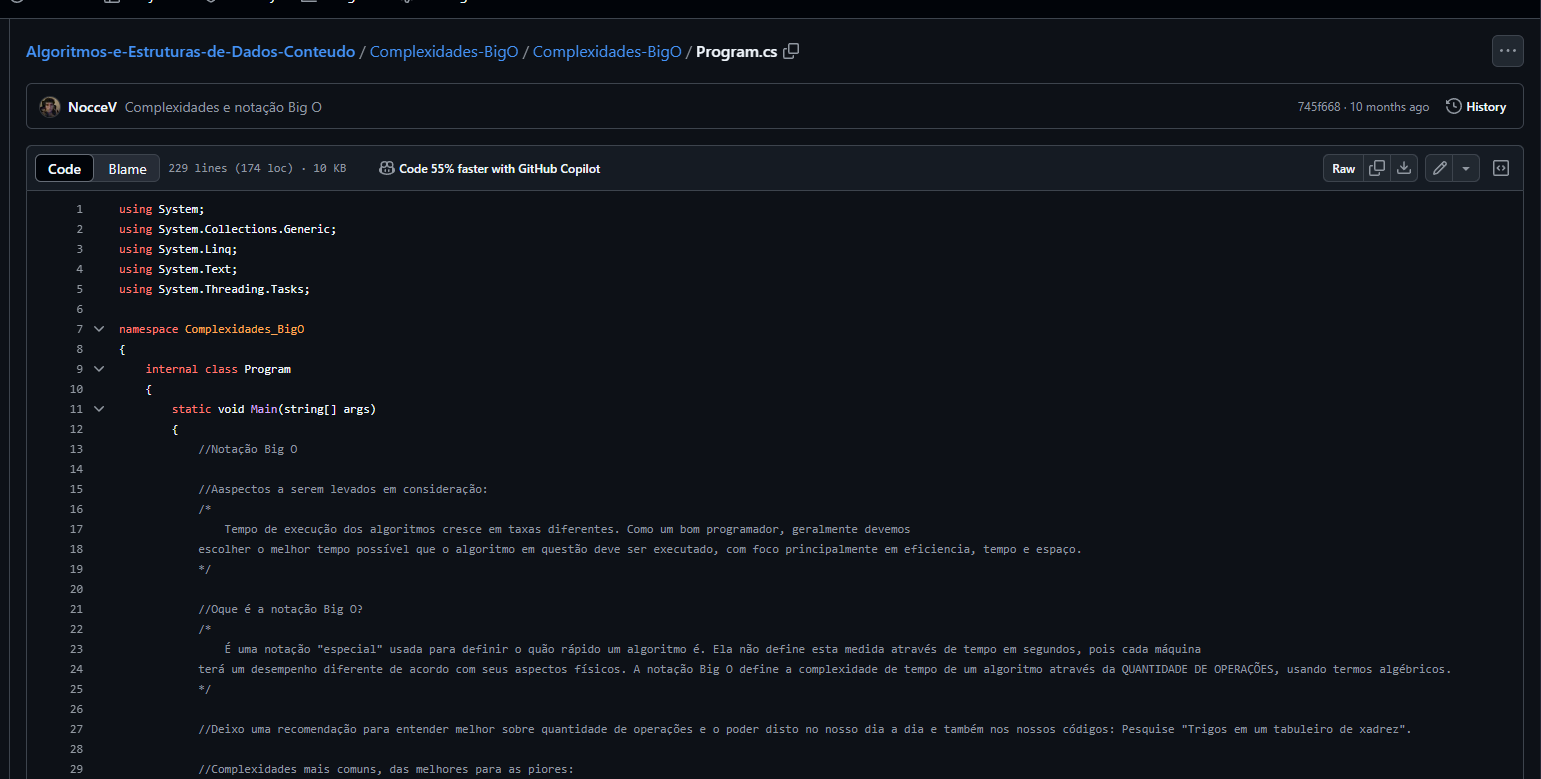 Algoritmos-e-Estruturas-de-Dados-Conteudo / Complexidades-BigO / Complexidades-BigO / Program.cs
NocceV Complexidades e notação Big O 745f668 · 10 months ago History
Code Blame 229 lines (174 loc) · 10 KB Code 55% faster with GitHub Copilot Raw
1 using System;
2 using System.Collections.Generic;
3 using System.Linq;
4 using System.Text;
5 using System.Threading.Tasks;
6
7 namespace Complexidades_BigO
8 {
9 internal class Program
10 {
11 static void Main(string[] args)
12 {
13 //Notação Big O
14
15 //Aaspectos a serem levados em consideração:
16 /*
17 Tempo de execução dos algoritmos cresce em taxas diferentes. Como um bom programador, geralmente devemos
18 escolher o melhor tempo possível que o algoritmo em questão deve ser executado, com foco principalmente em eficiencia, tempo e espaço.
19 */
20
21 //Oque é a notação Big O?
22 /*
23 É uma notação "especial" usada para definir o quão rápido um algoritmo é. Ela não define esta medida através de tempo em segundos, pois cada máquina
24 terá um desempenho diferente de acordo com seus aspectos físicos. A notação Big O define a complexidade de tempo de um algoritmo através da QUANTIDADE DE OPERAÇÕES, usando termos algébricos.
25 */
26
27 //Deixo uma recomendação para entender melhor sobre quantidade de operações e o poder disto no nosso dia a dia e também nos nossos códigos: Pesquise "Trigos em um tabuleiro de xadrez".
28
29 //Complexidades mais comuns, das melhores para as piores: